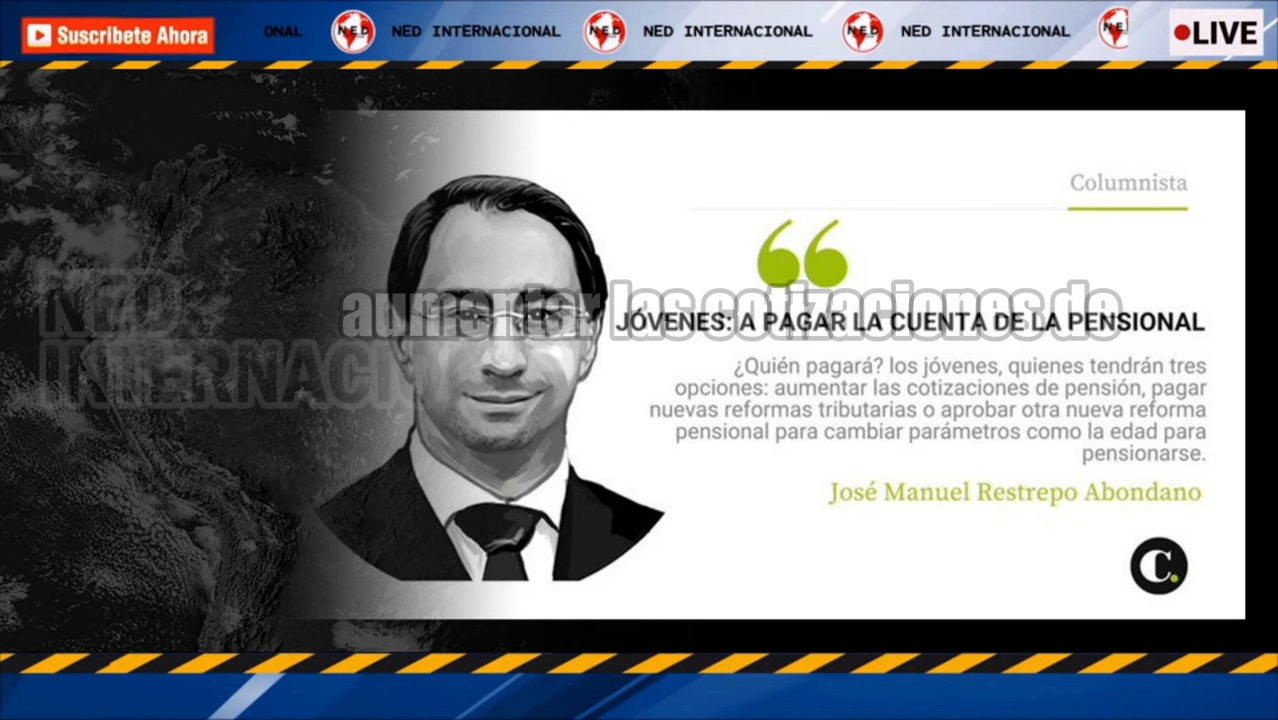 Suscribete Ahora
ONAL
N.E.D
NED INTERNACIONAL
N.E.D
NED INTERNACIONAL
N.E.D
NED INTERNACIONAL
N.E
LIVE
Columnista
“
NED
INTERNACI
aumentar las cotizaciones de
JÓVENES: A PAGAR LA CUENTA DE LA PENSIONAL
¿Quién pagará? los jóvenes, quienes tendrán tres
opciones: aumentar las cotizaciones de pensión, pagar
nuevas reformas tributarias o aprobar otra nueva reforma
pensional para cambiar parámetros como la edad para
pensionarse.
José Manuel Restrepo Abondano
C.